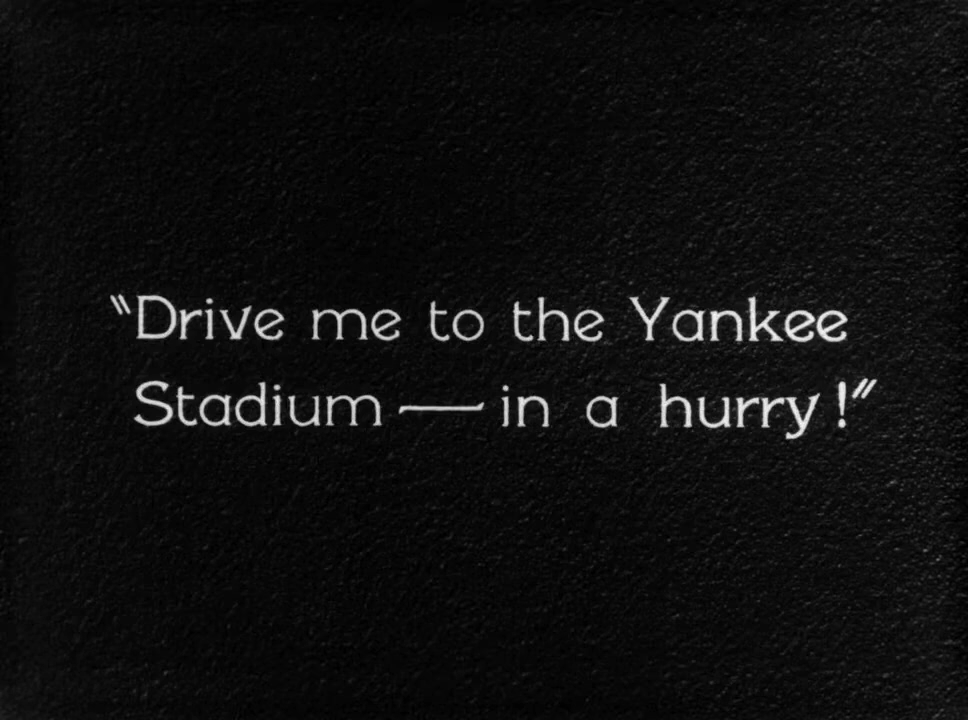 “Drive me to the Yankee
Stadium — in a hurry!”